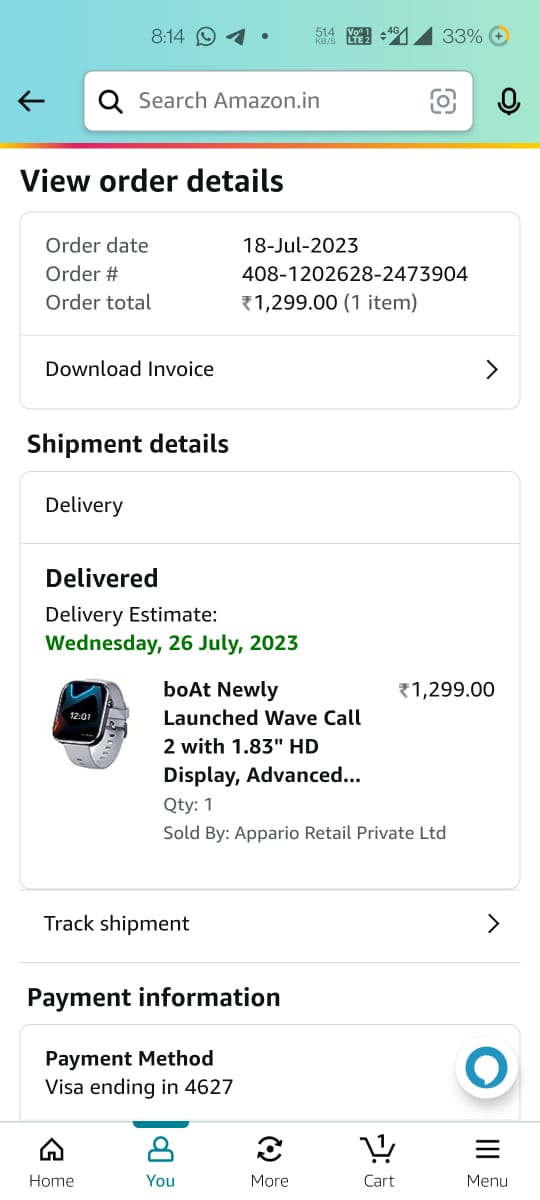 8:14
51.4 KB/S
Vo 1 LTE 2
4G
33%
Search Amazon.in
View order details
Order date 18-Jul-2023
Order # 408-1202628-2473904
Order total ₹1,299.00 (1 item)
Download Invoice
Shipment details
Delivery
Delivered
Delivery Estimate:
Wednesday, 26 July, 2023
12:01
boAt Newly ₹1,299.00
Launched Wave Call
2 with 1.83" HD
Display, Advanced...
Qty: 1
Sold By: Appario Retail Private Ltd
Track shipment
Payment information
Payment Method
Visa ending in 4627
1
Home You More Cart Menu